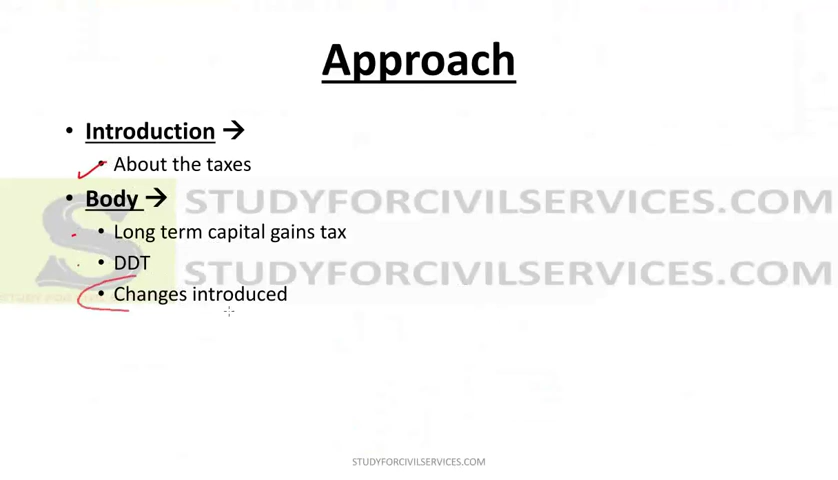 Approach
• Introduction →
• About the taxes
• Body →
STUDYFORCIVILSERVICES.COM
• Long term capital gains tax
• DDT
STUDYFORCIVILSERVICES.COM
• Changes introduced
STUDYFORCIVILSERVICES.COM